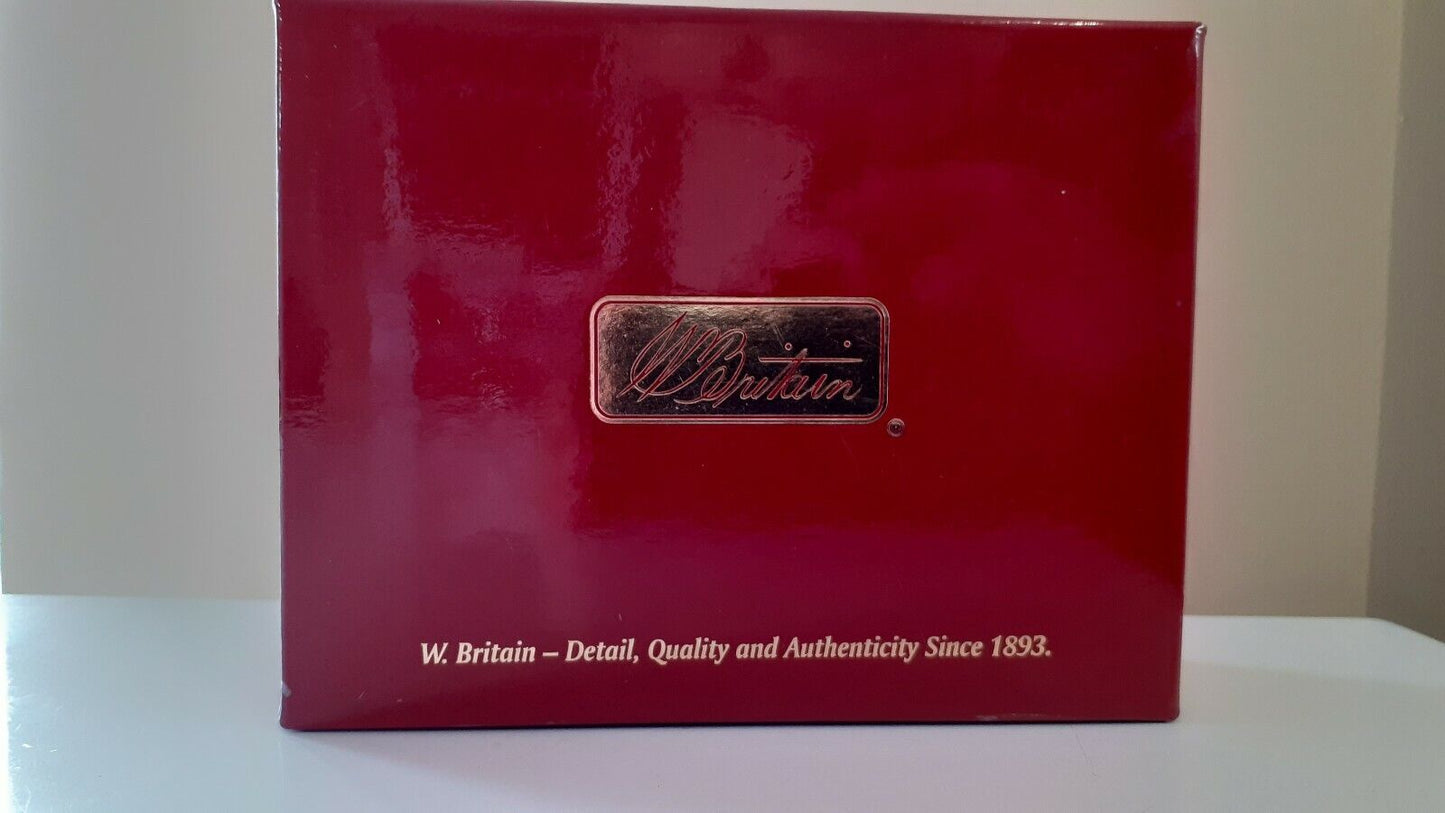 W Britain
W. Britain – Detail, Quality and Authenticity Since 1893.